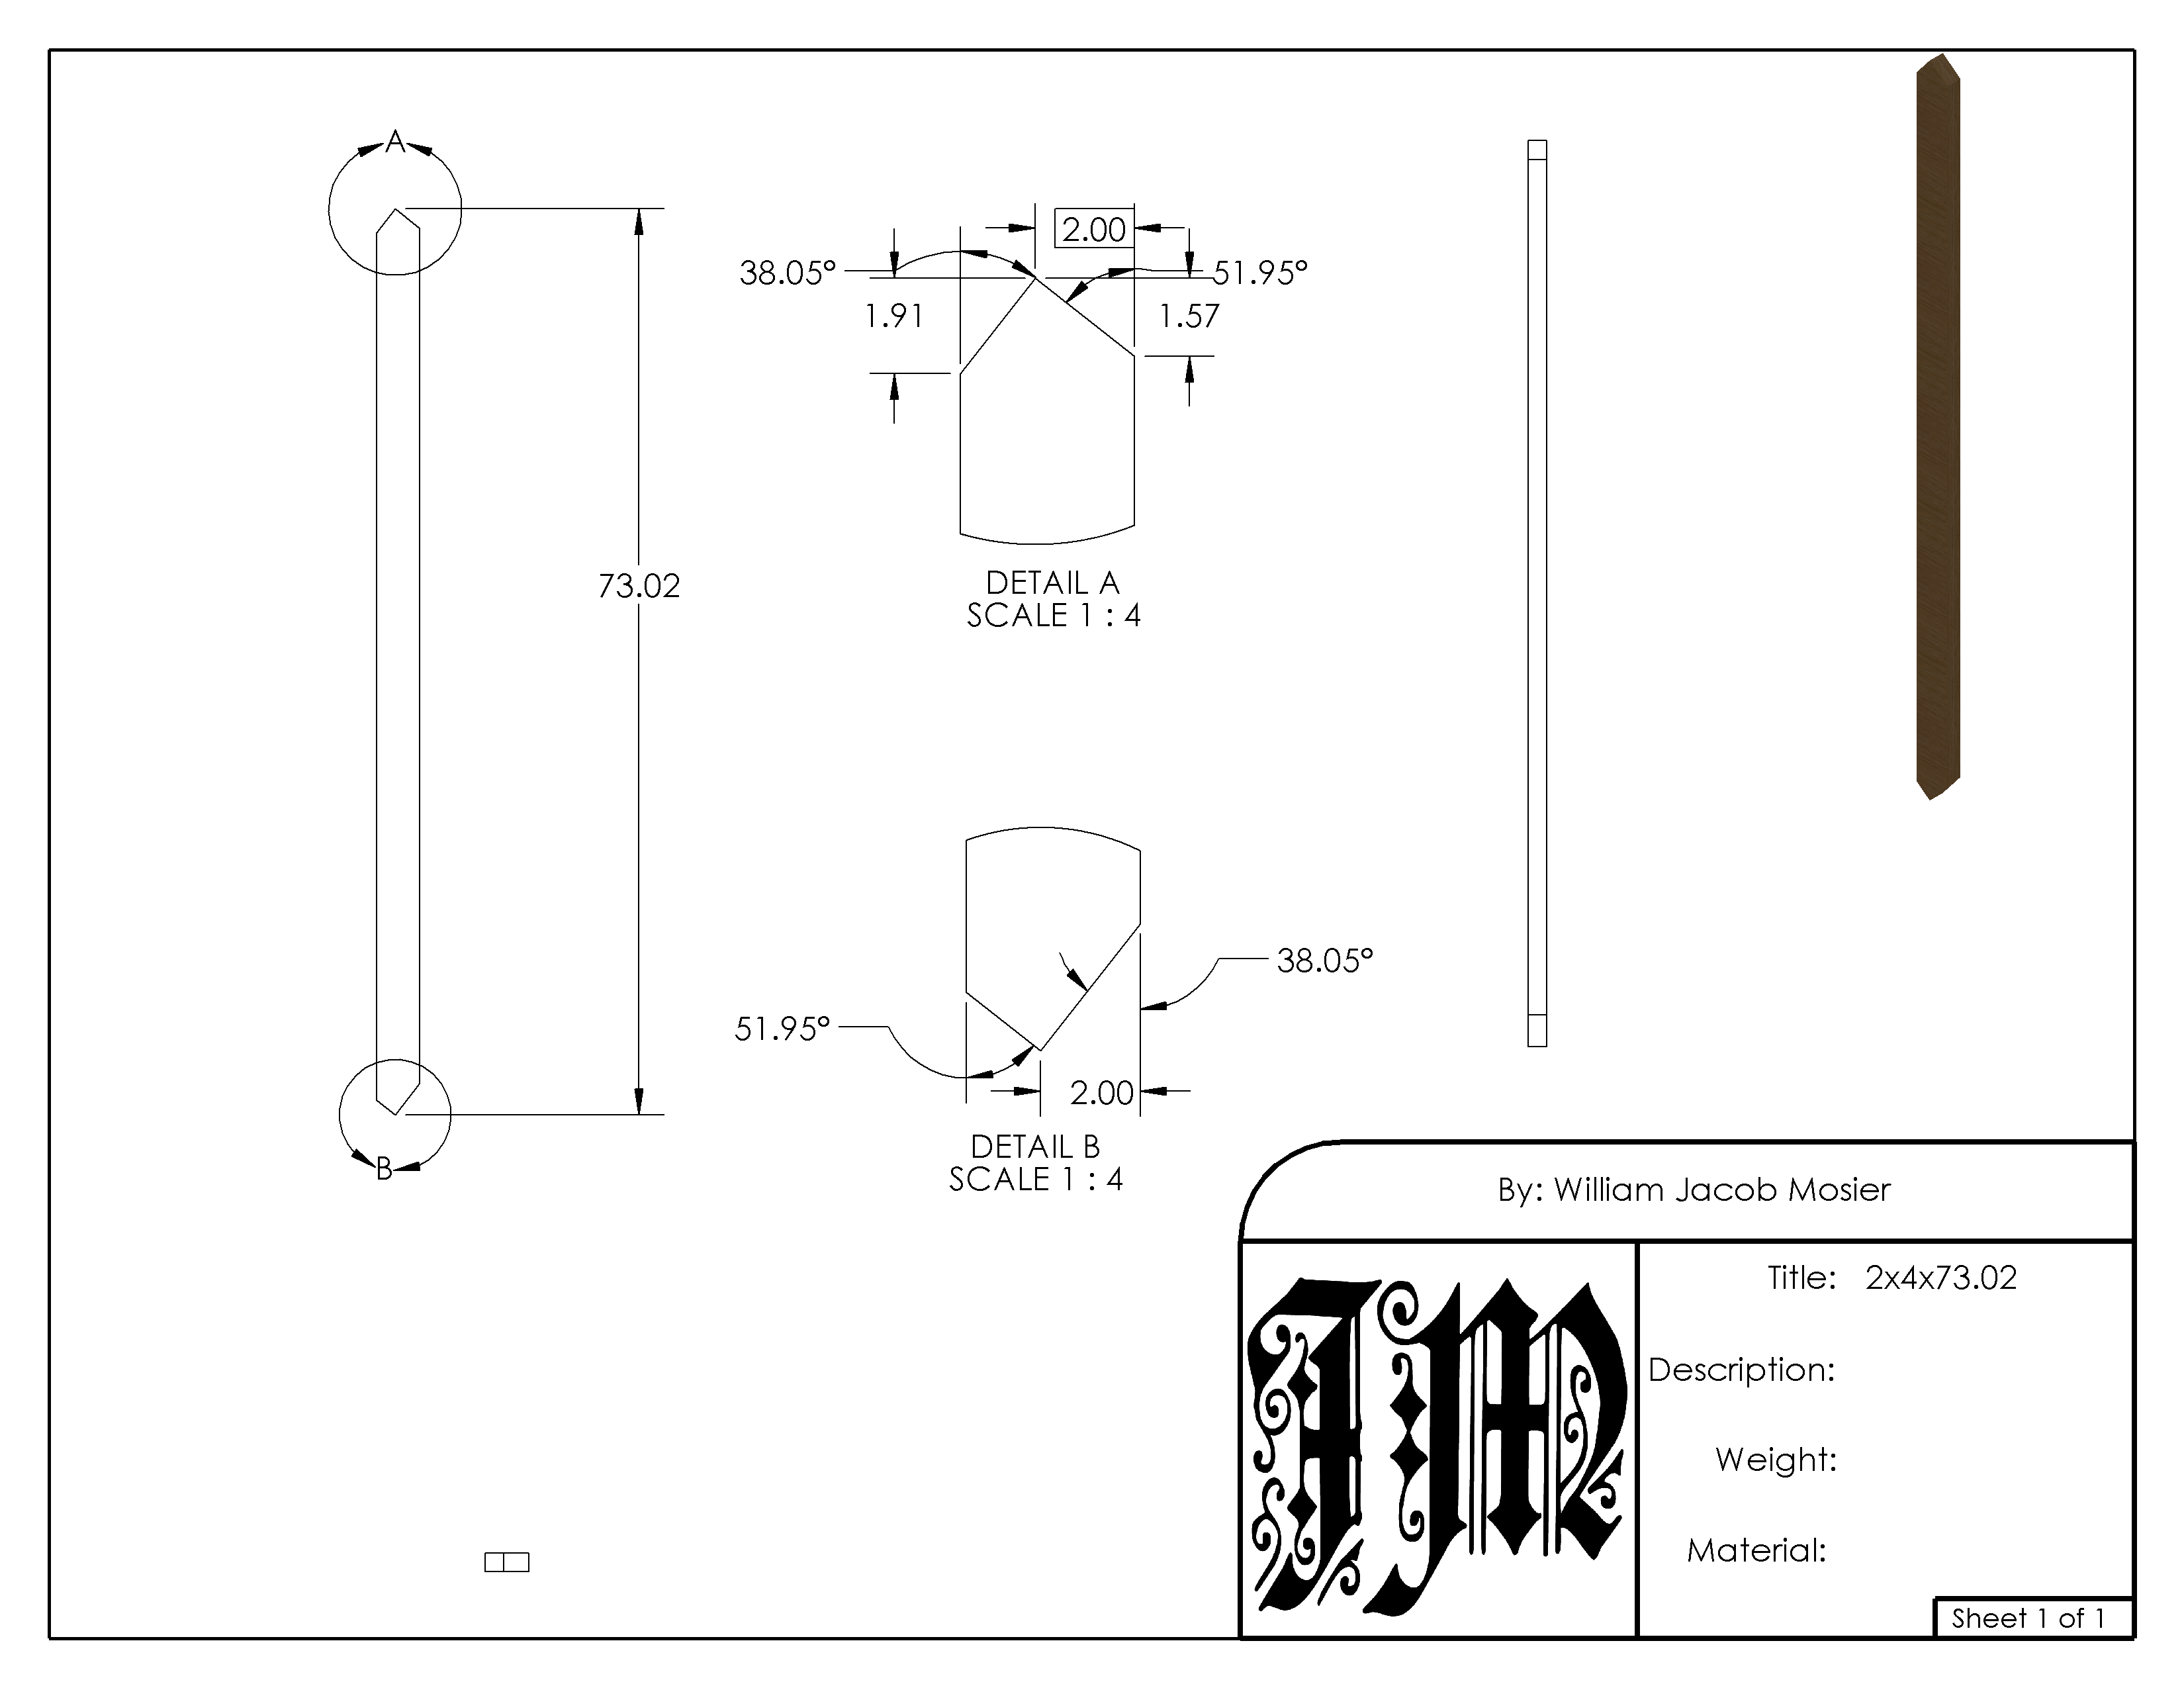 A
2.00
38.05°
51.95°
1.91
1.57
73.02
DETAIL A
SCALE 1 : 4
38.05°
51.95°
2.00
DETAIL B
SCALE 1 : 4
B
By: William Jacob Mosier
Title: 2x4x73.02
Description:
Weight:
Material:
JM
Sheet 1 of 1